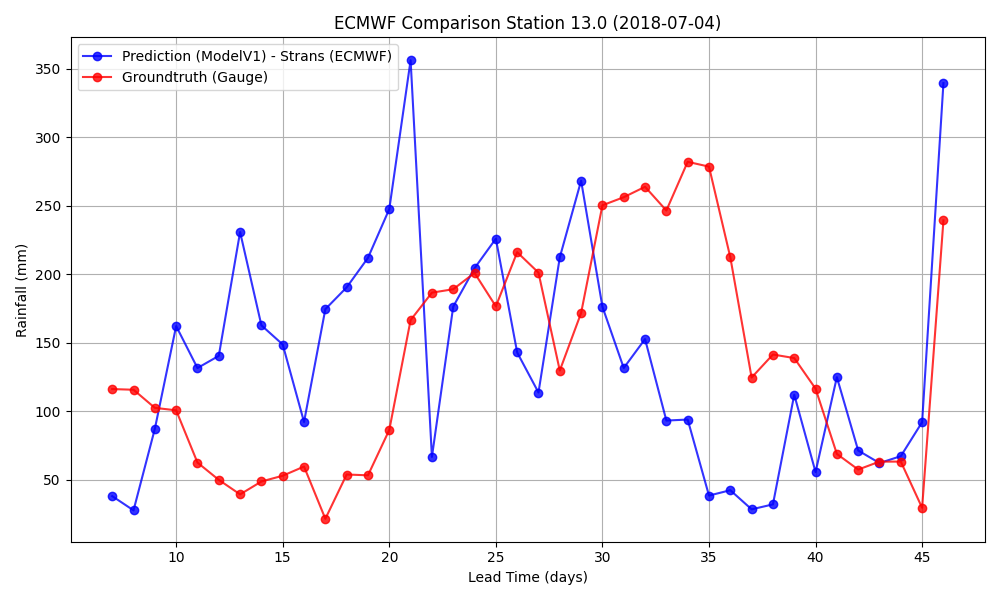 ECMWF Comparison Station 13.0 (2018-07-04)
Prediction (ModelV1) - Strans (ECMWF)
Groundtruth (Gauge)
Rainfall (mm)
350
300
250
200
150
100
50
10 15 20 25 30 35 40 45
Lead Time (days)